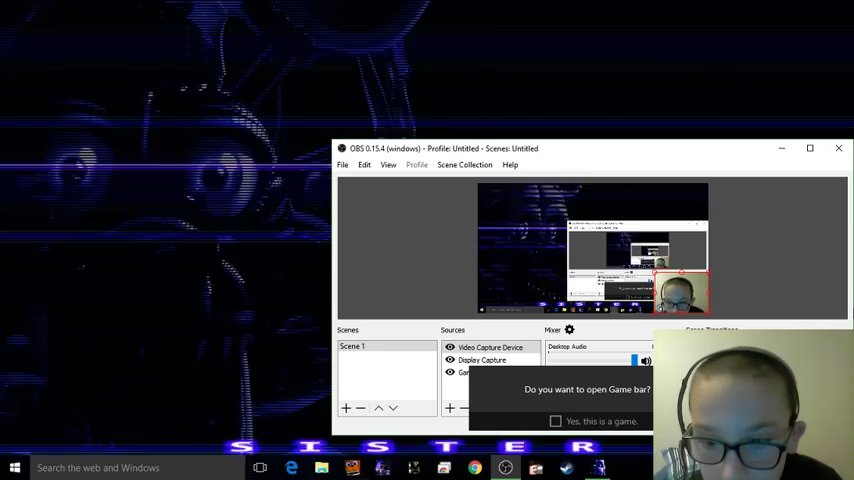 OBS 0.15.4 (windows) - Profile: Untitled - Scenes: Untitled
File Edit View Profile Scene Collection Help
Scenes
Sources
Mixer
Scene 1
Video Capture Device
Desktop Audio
Display Capture
Do you want to open Game bar?
Yes, this is a game.
SISTER
Search the web and Windows